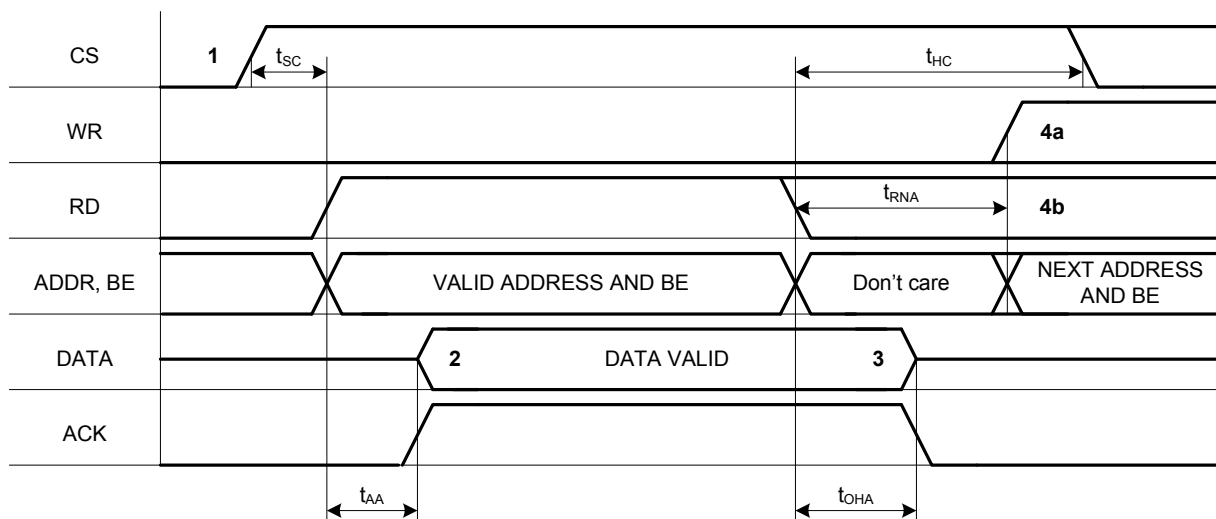 CS
1
tSC
tHC
WR
4a
RD
tRNA
4b
ADDR, BE
VALID ADDRESS AND BE
Don't care
NEXT ADDRESS
AND BE
DATA
2
DATA VALID
3
ACK
tAA
tOHA